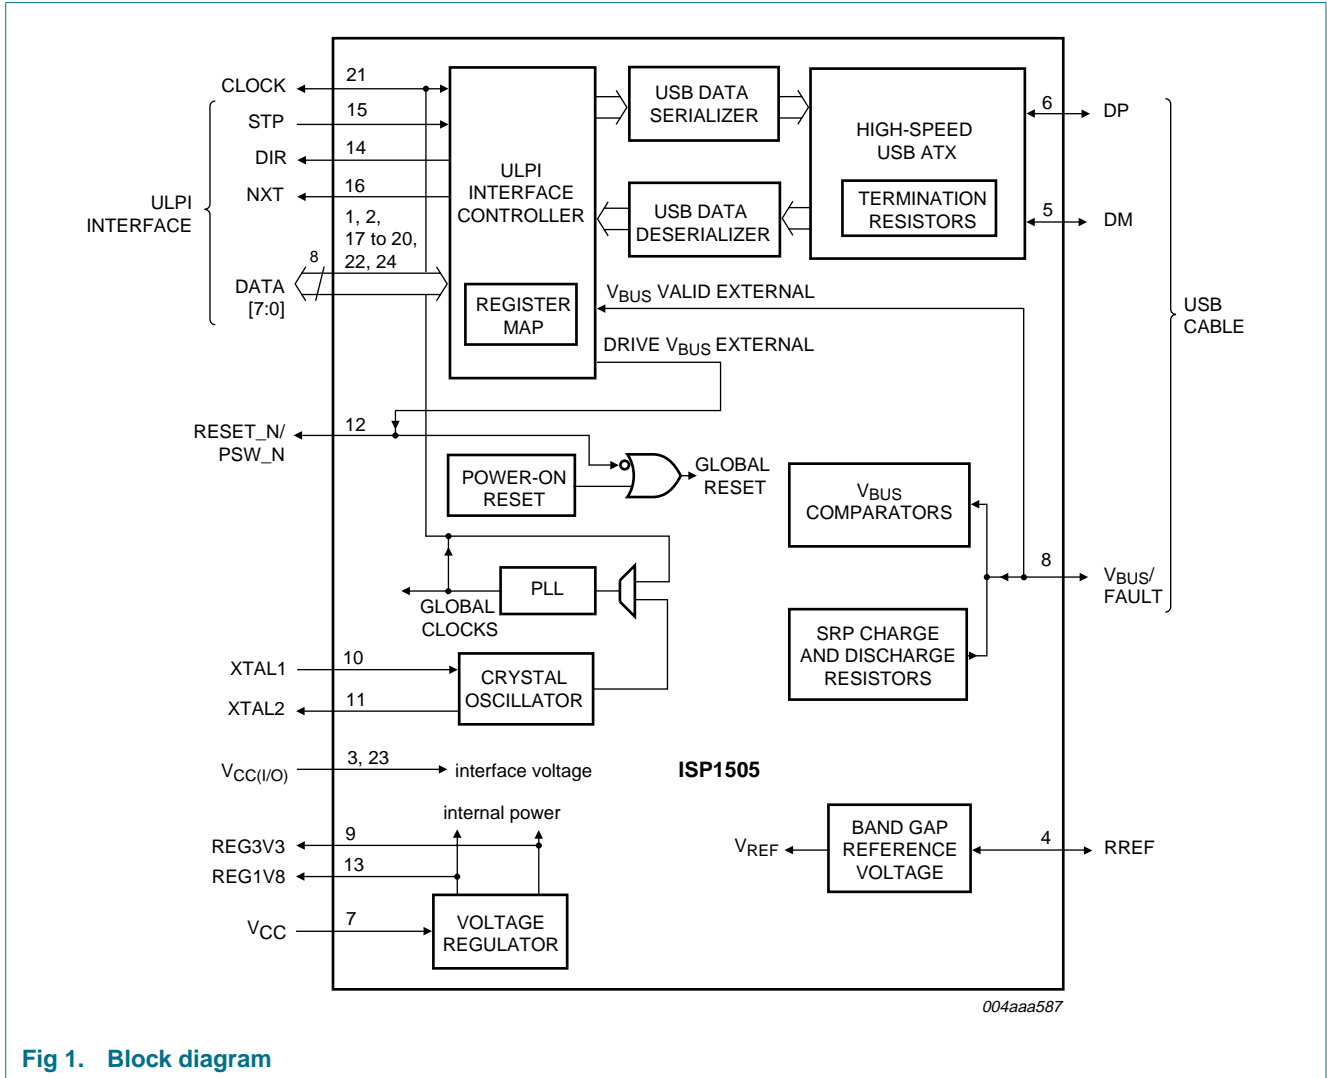 CLOCK
21
STP
15
DIR
14
NXT
16
ULPI
INTERFACE
1, 2,
17 to 20,
22, 24
8
DATA
[7:0]
ULPI
INTERFACE
CONTROLLER
REGISTER
MAP
USB DATA
SERIALIZER
USB DATA
DESERIALIZER
HIGH-SPEED
USB ATX
TERMINATION
RESISTORS
6
DP
5
DM
USB
CABLE
VBUS VALID EXTERNAL
DRIVE VBUS EXTERNAL
RESET_N/
PSW_N
12
POWER-ON
RESET
GLOBAL
RESET
VBUS
COMPARATORS
8
VBUS/
FAULT
PLL
GLOBAL
CLOCKS
SRP CHARGE
AND DISCHARGE
RESISTORS
XTAL1
10
XTAL2
11
CRYSTAL
OSCILLATOR
VCC(I/O)
3, 23
interface voltage
ISP1505
internal power
REG3V3
9
REG1V8
13
VCC
7
VOLTAGE
REGULATOR
VREF
BAND GAP
REFERENCE
VOLTAGE
4
RREF
004aaa587
Fig 1. Block diagram